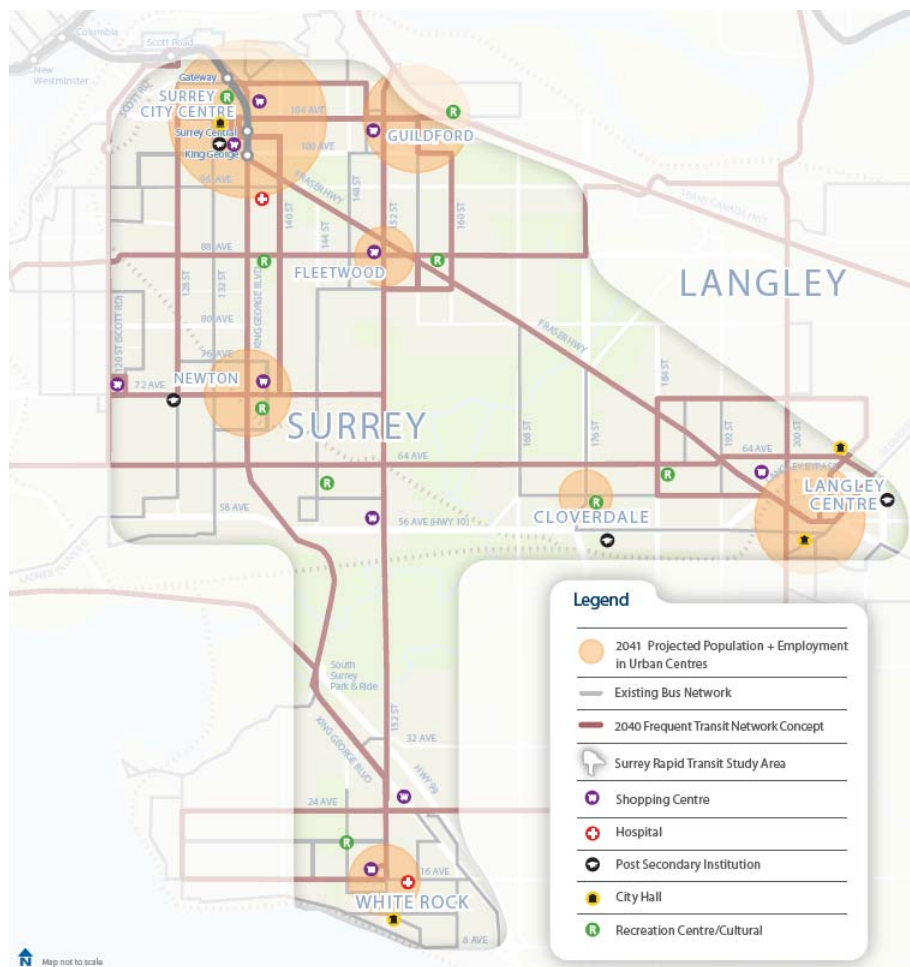 Columbia
Scott Road
New
Westminster
Gateway
SCOTT RD
SURREY
CITY CENTRE
104 AVE
GUILDFORD
Surrey Central
100 AVE
King George
96 AVE
FRASER HWY
148 ST
152 ST
160 ST
140 ST
144 ST
TRANS CANADA HWY
88 AVE
FLEETWOOD
LANGLEY
128 ST
132 ST
KING GEORGE BLVD
120 ST (SCOTT RD)
80 AVE
FRASER HWY
76 AVE
NEWTON
72 AVE
184 ST
SURREY
168 ST
176 ST
192 ST
200 ST
64 AVE
64 AVE
LANGLEY BYPASS
LANGLEY
CENTRE
58 AVE
CLOVERDALE
56 AVE (HWY 10)
South
Surrey
Park & Ride
152 ST
KING GEORGE BLVD
32 AVE
HWY 99
24 AVE
16 AVE
WHITE ROCK
8 AVE
Legend
2041 Projected Population + Employment
in Urban Centres
Existing Bus Network
2040 Frequent Transit Network Concept
Surrey Rapid Transit Study Area
Shopping Centre
Hospital
Post Secondary Institution
City Hall
R
Recreation Centre/Cultural
N
Map not to scale